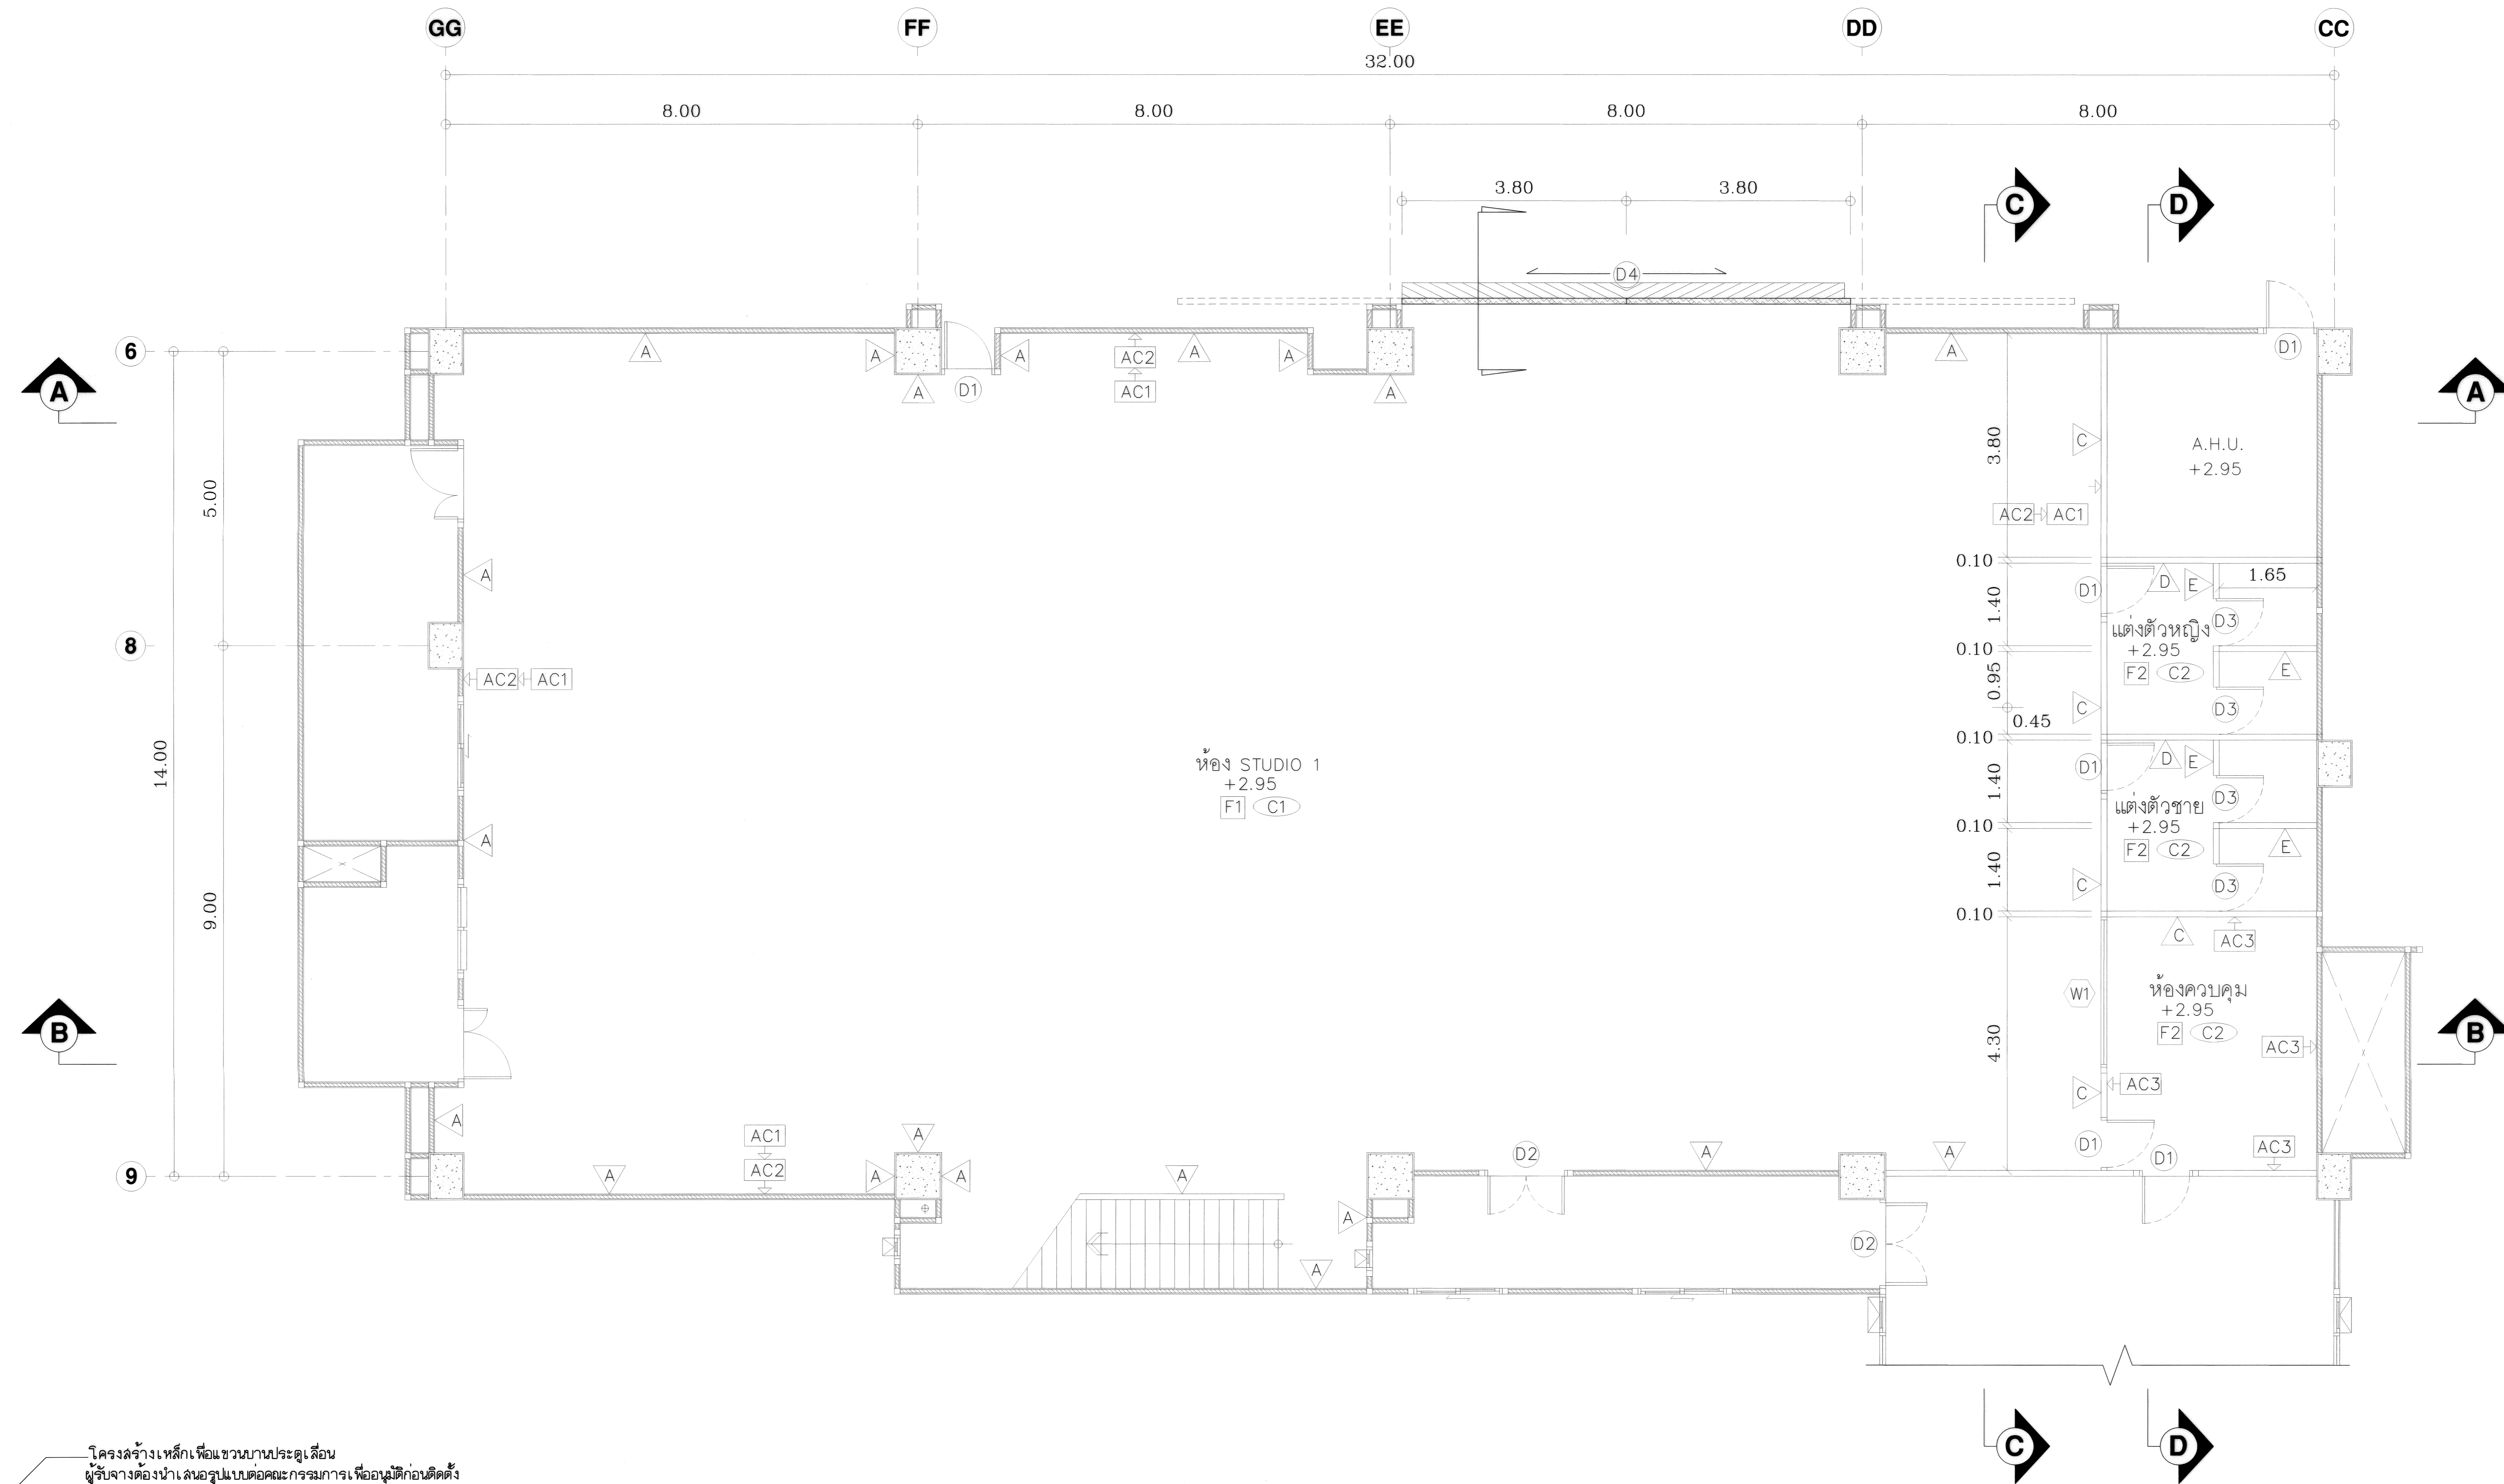 GG FF EE DD CC
32.00
8.00 8.00 8.00 8.00
3.80 3.80
C D
D4
6
A A A AC2 A A D1
A AC1 A D1 A A
C
A.H.U.
+2.95
3.80
5.00
AC2 AC1
0.10
A D1 D E 1.65
1.40
D3
แต่งตัวหญิง
8
0.10 +2.95
F2 C2 E
AC2 AC1
0.95
C D3
0.45
0.10
14.00
ห้อง STUDIO 1
+2.95
F1 C1
D1 D E
1.40
D3
แต่งตัวชาย
0.10 +2.95
A F2 C2 E
1.40
C D3
9.00
0.10
C AC3
W1 ห้องควบคุม
+2.95
F2 C2
B B
4.30 AC3
C AC3
A
AC1 A D2 A A D1 D1 AC3
9
AC2
A A A A
A
D2
A
C D
โครงสร้างเหล็กเพื่อแขวนบานประตูเลื่อน
ผู้รับจางต้องนำเสนอรูปแบบต่อคณะกรรมการเพื่ออนุมัติก่อนติดตั้ง